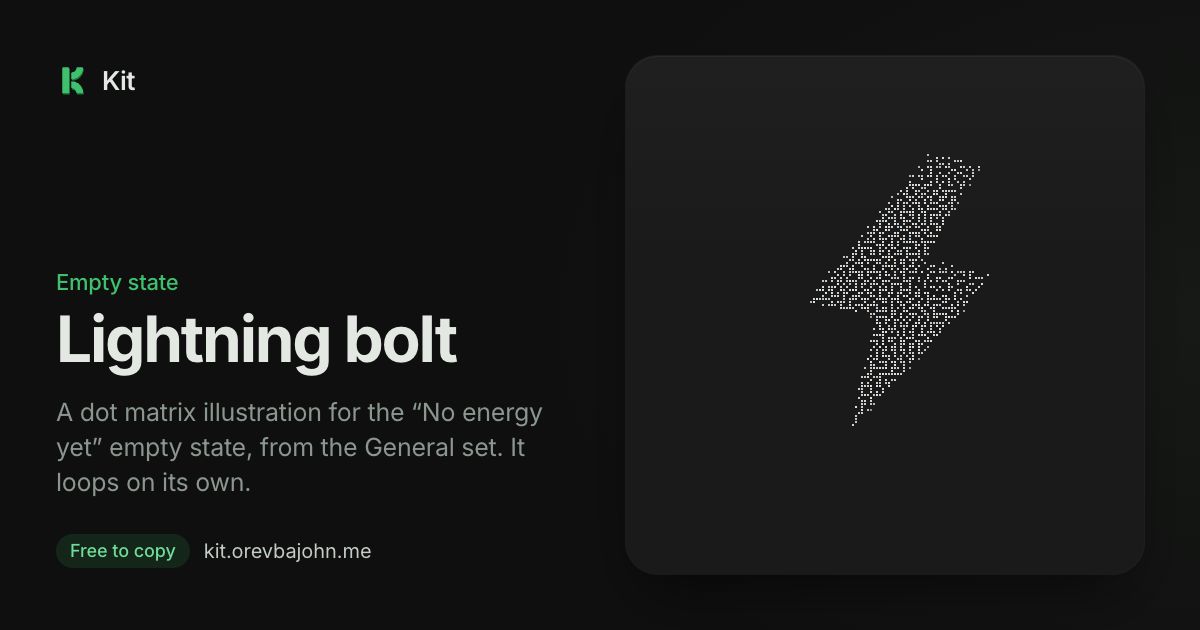 Kit
Empty state
Lightning bolt
A dot matrix illustration for the “No energy
yet” empty state, from the General set. It
loops on its own.
Free to copy
kit.orevbajohn.me